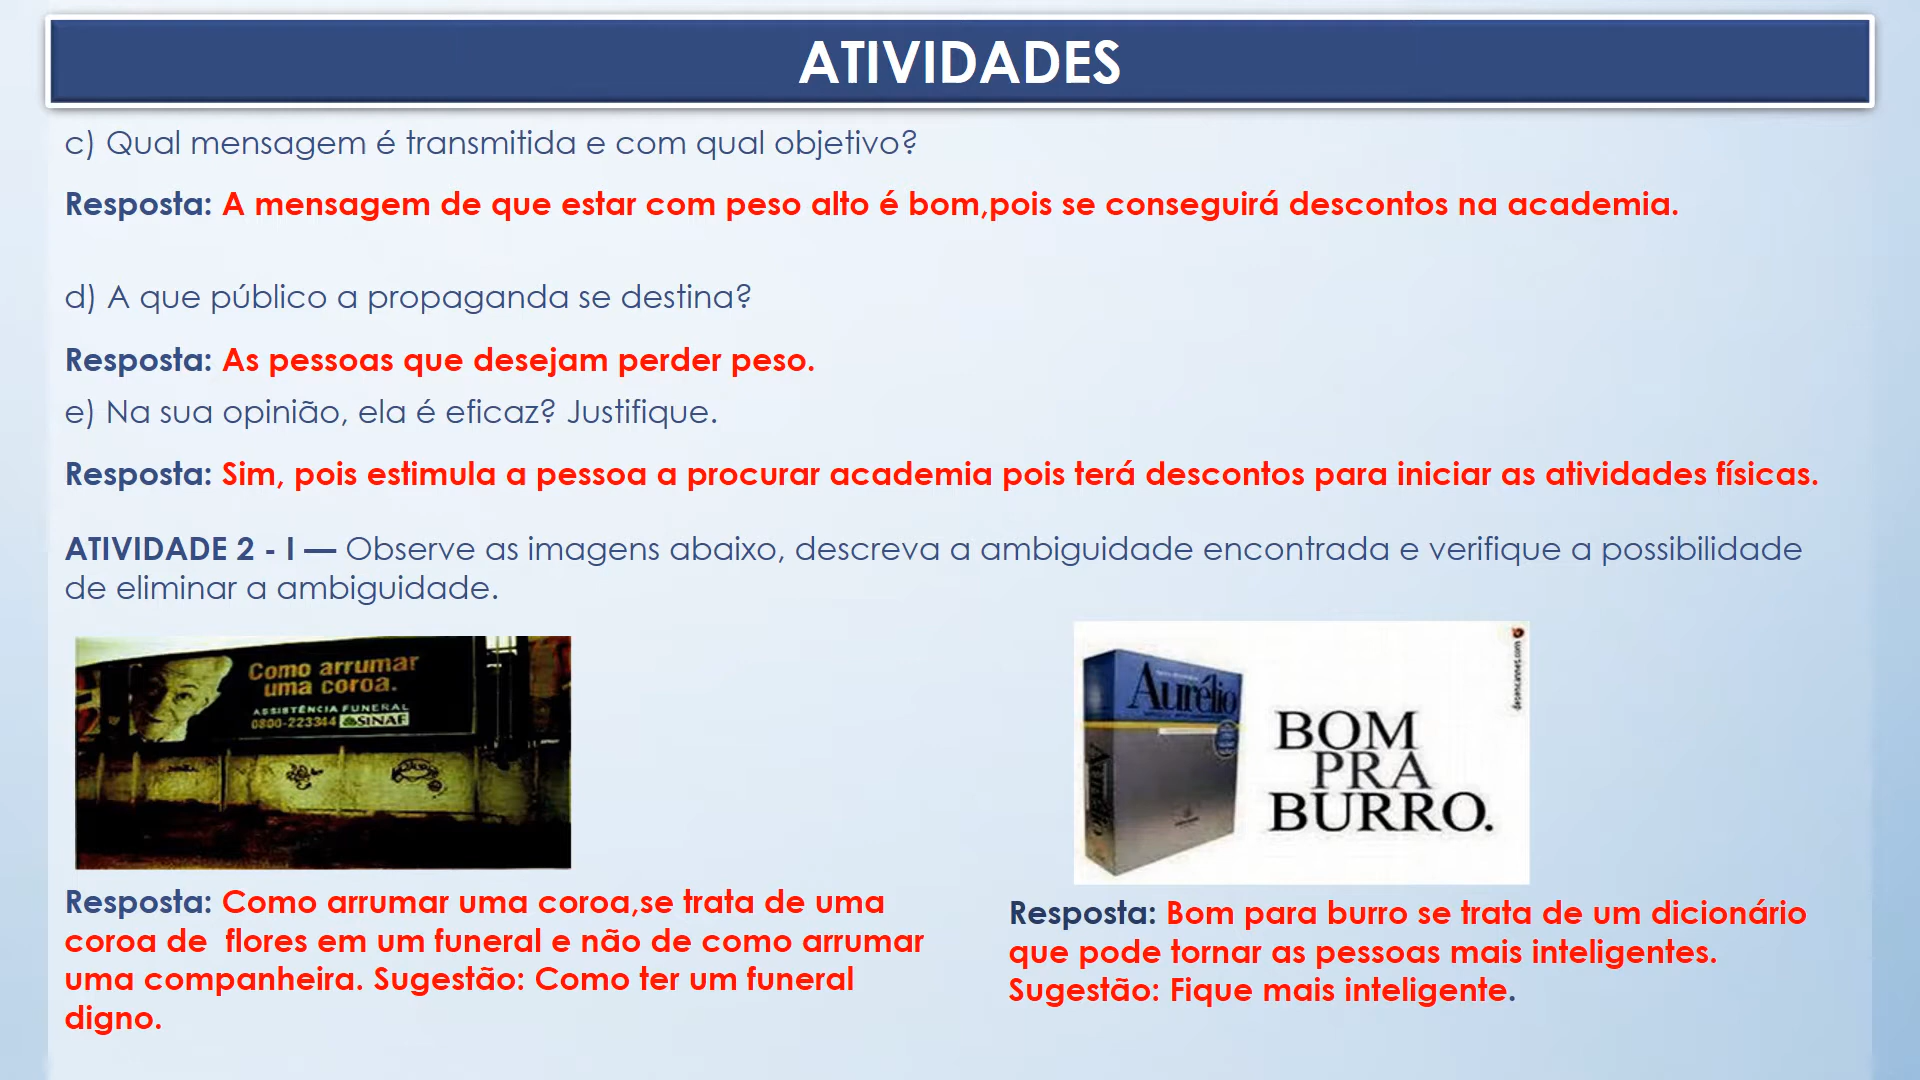 ATIVIDADES
c) Qual mensagem é transmitida e com qual objetivo?
Resposta: A mensagem de que estar com peso alto é bom,pois se conseguirá descontos na academia.
d) A que público a propaganda se destina?
Resposta: As pessoas que desejam perder peso.
e) Na sua opinião, ela é eficaz? Justifique.
Resposta: Sim, pois estimula a pessoa a procurar academia pois terá descontos para iniciar as atividades físicas.
ATIVIDADE 2 - I — Observe as imagens abaixo, descreva a ambiguidade encontrada e verifique a possibilidade
de eliminar a ambiguidade.
Como arrumar
uma coroa.
ASSISTÊNCIA FUNERAL
0800-223344 SINAF
Aurélio
Aurélio
BOM
PRA
BURRO.
desencannes.com
Resposta: Como arrumar uma coroa,se trata de uma
coroa de  flores em um funeral e não de como arrumar
uma companheira. Sugestão: Como ter um funeral
digno.
Resposta: Bom para burro se trata de um dicionário
que pode tornar as pessoas mais inteligentes.
Sugestão: Fique mais inteligente.